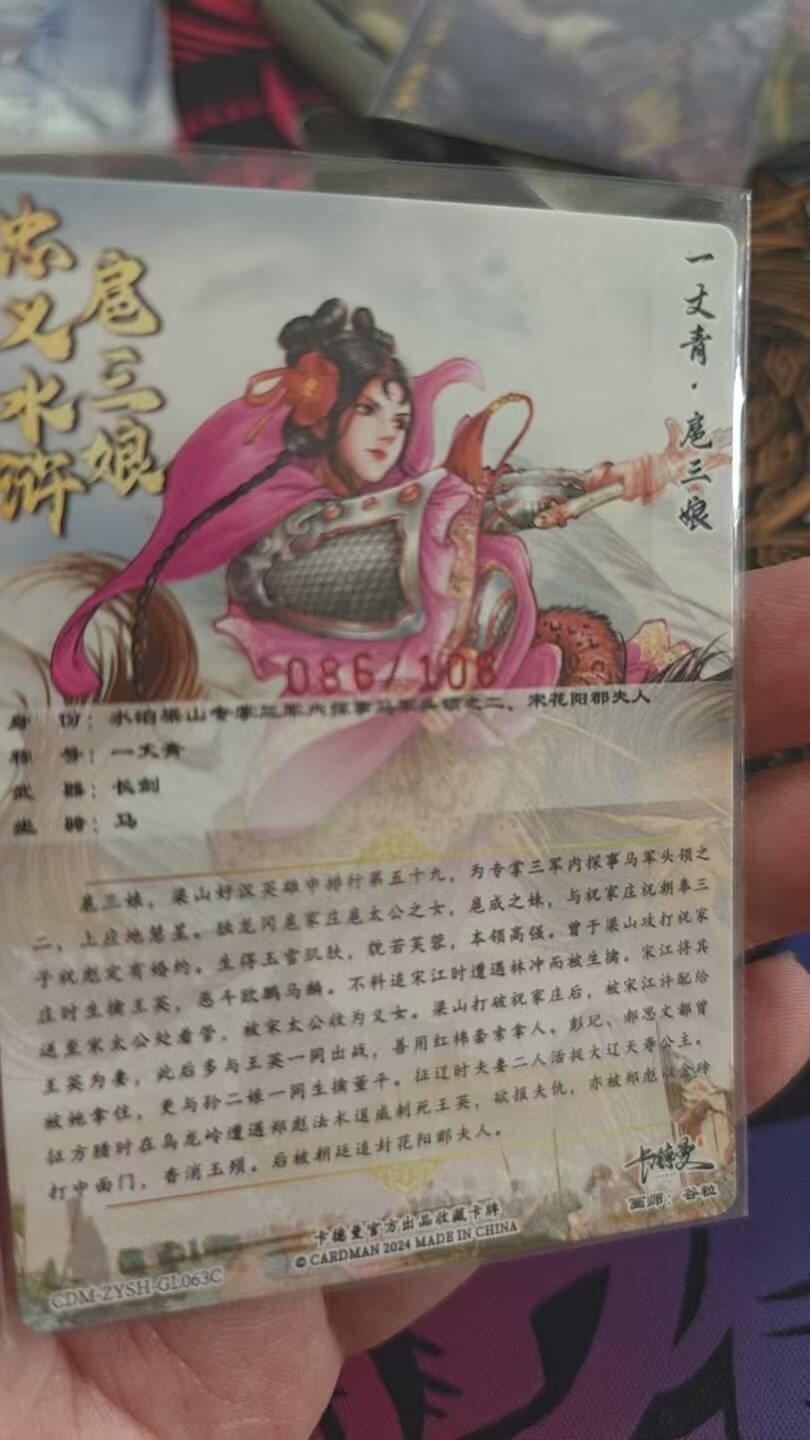 忠义水浒
扈三娘
一丈青·扈三娘
086/108
身 份：水泊梁山专掌三军内探事马军头领之二、宋花阳郡夫人
称 号：一丈青
武 器：长剑
坐 骑：马
扈三娘，梁山好汉英雄中排行第五十九，为专掌三军内探事马军头领之
二，上应地慧星。独龙冈扈家庄扈太公之女，扈成之妹，与祝家庄祝朝奉三
子祝彪定有婚约。生得玉雪肌肤，貌若芙蓉，本领高强。曾于梁山攻打祝家
庄时生擒王英，恶斗欧鹏马麟。不料追宋江时遭遇林冲而被生擒。宋江将其
送至宋太公处看管，被宋太公收为义女。梁山打破祝家庄后，被宋江许配给
王英为妻，此后多与王英一同出战，善用红棉套索拿人。彭玘、郝思文都曾
被她拿住，更与孙二娘一同生擒董平。征辽时夫妻二人活捉大辽天寿公主。
征方腊时在乌龙岭遭遇郑彪法术迷惑刺死王英，欲报夫仇，亦被郑彪以金砖
打中面门，香消玉殒。后被朝廷追封花阳郡夫人。
卡德曼
画师：谷粒
卡德曼官方出品收藏卡牌
© CARDMAN 2024 MADE IN CHINA
CDM-ZYSH-GL063C